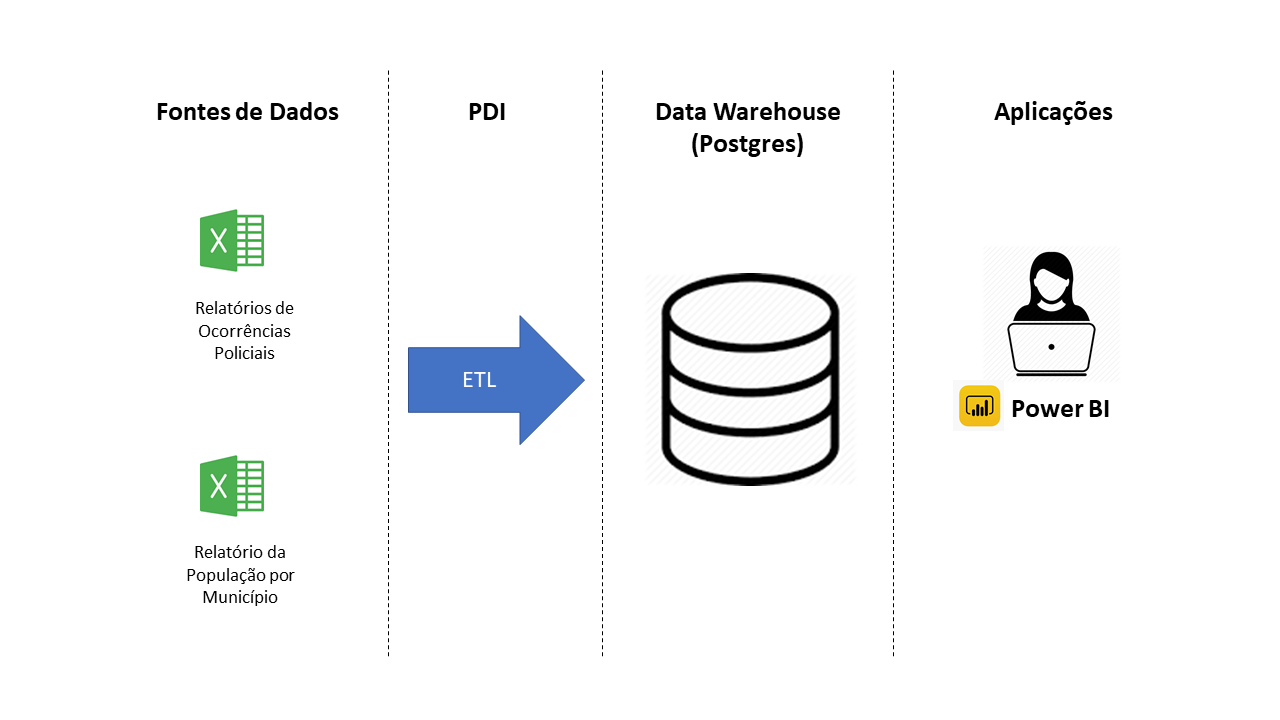 Fontes de Dados
PDI
Data Warehouse
(Postgres)
Aplicações
X
Relatórios de
Ocorrências
Policiais
ETL
Power BI
X
Relatório da
População por
Município